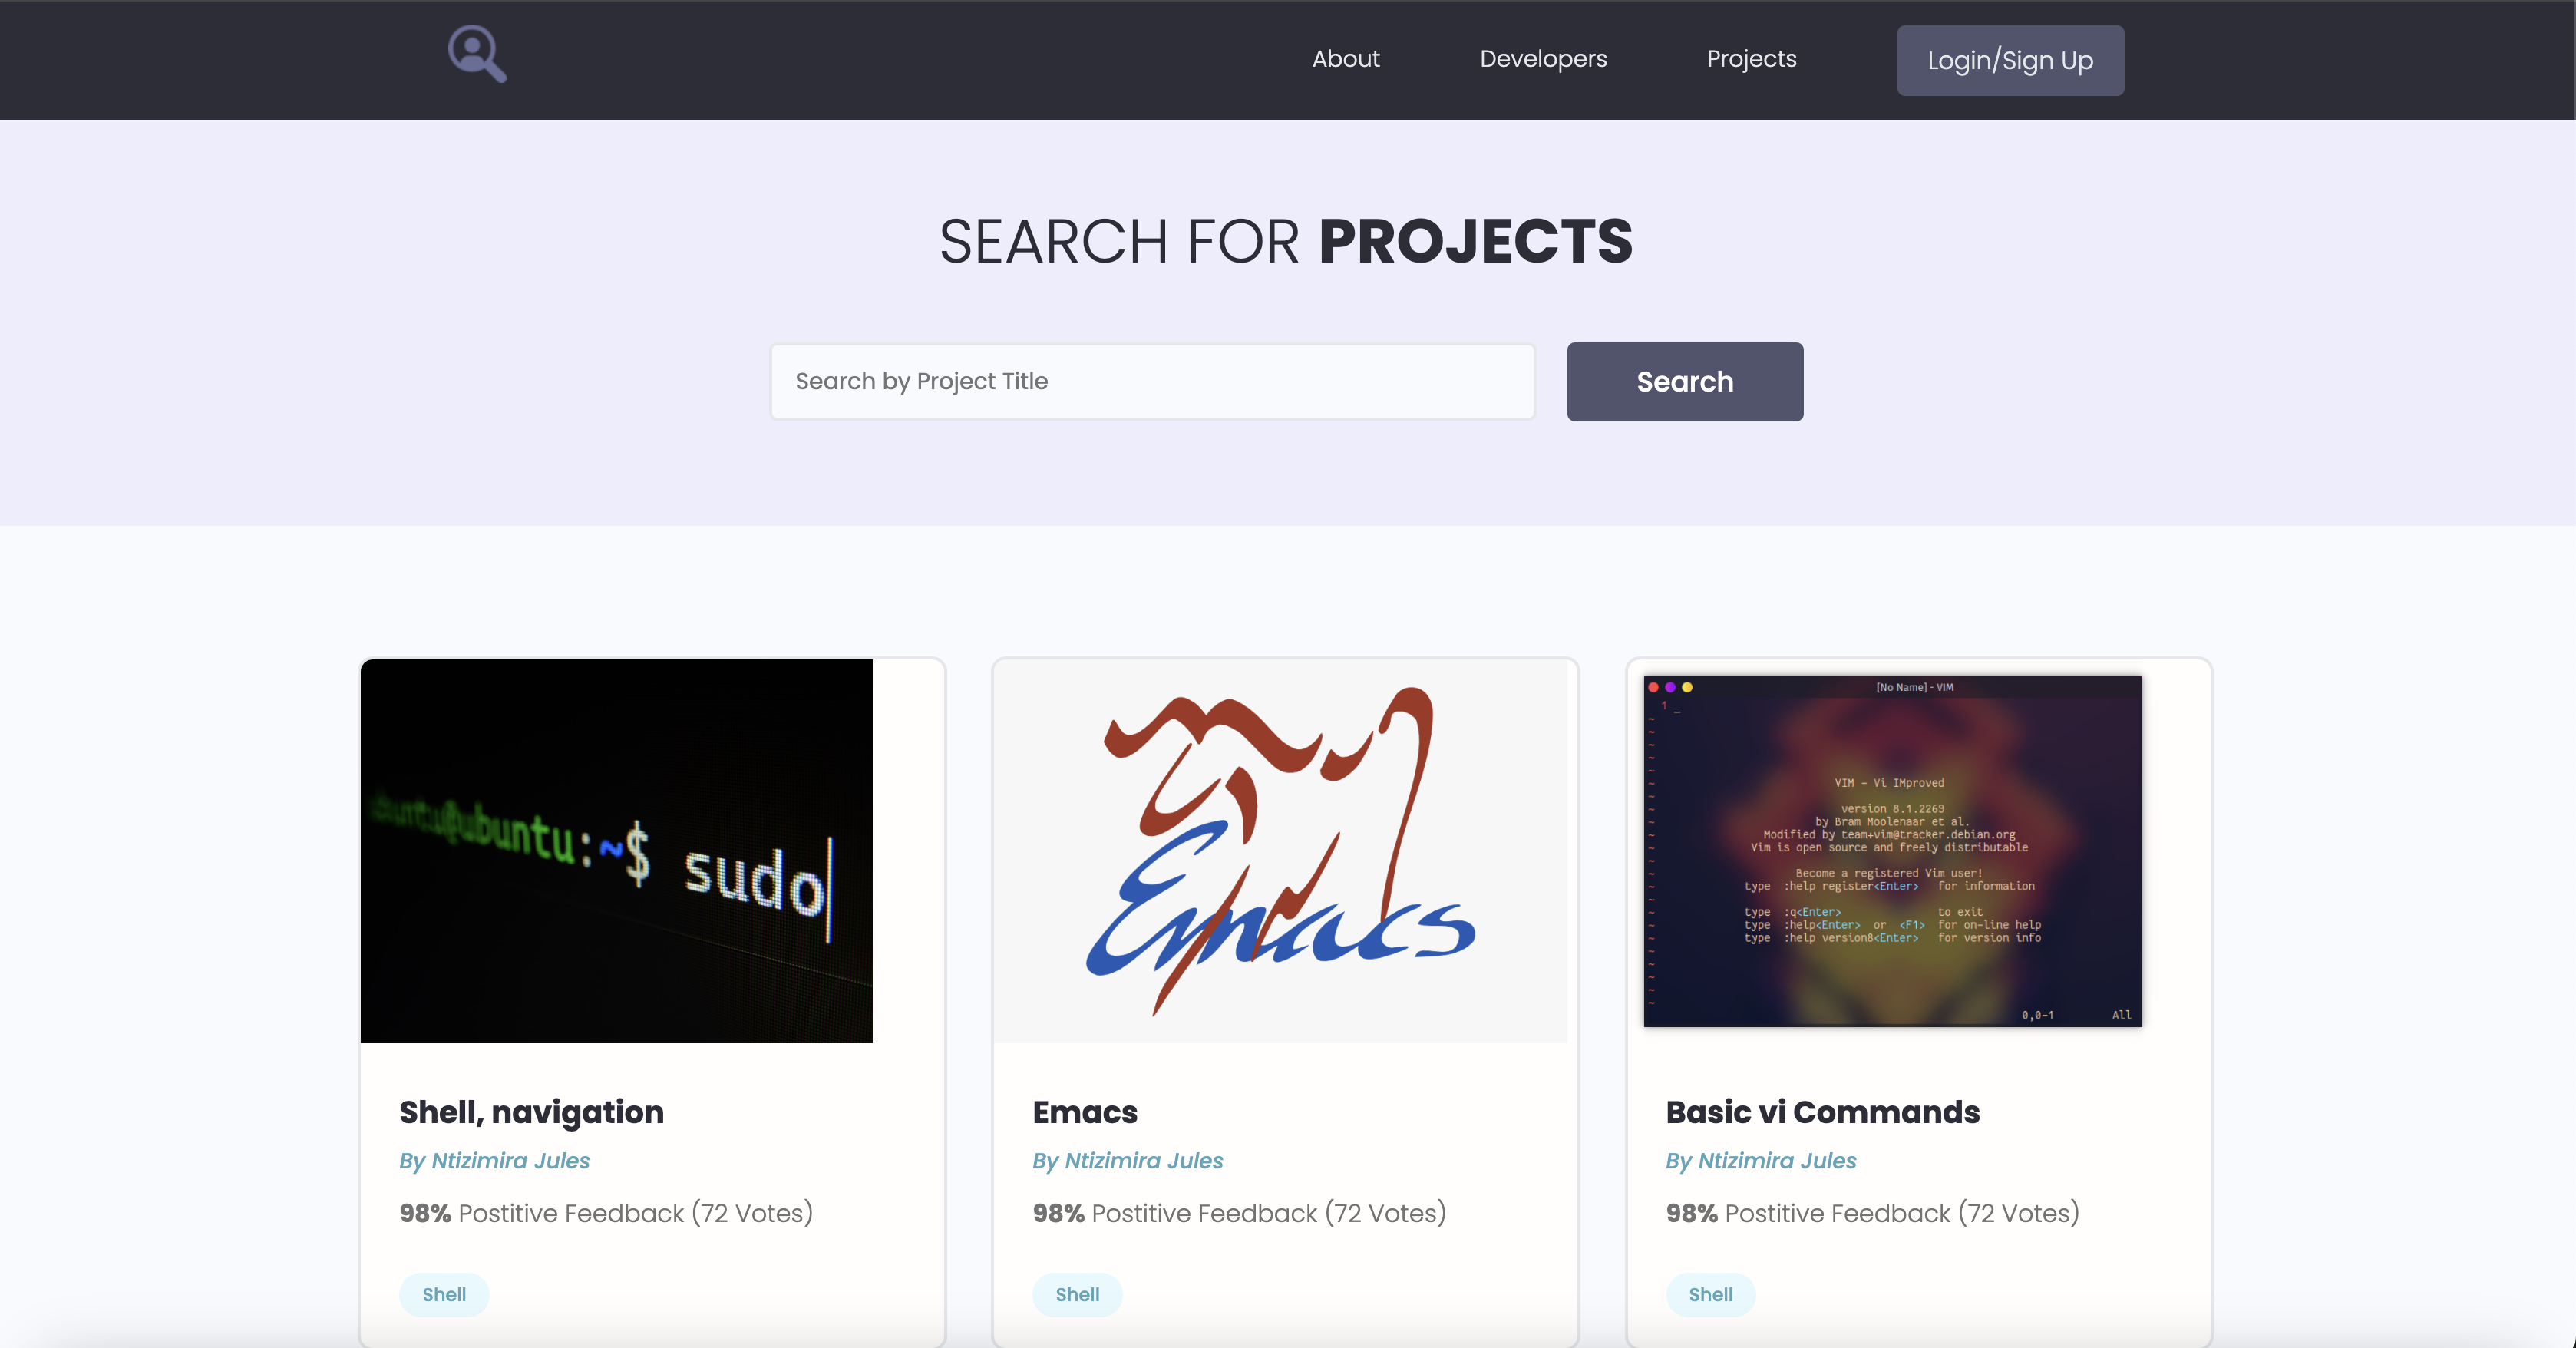 About Developers Projects Login/Sign Up
SEARCH FOR PROJECTS
Search by Project Title Search
ubuntu@ubuntu:~$ sudo
Emacs
[No Name] - VIM
1 _
~
~
~
~
~
VIM - Vi IMproved
~
version 8.1.2269
by Bram Moolenaar et al.
Modified by team+vim@tracker.debian.org
Vim is open source and freely distributable
~
Become a registered Vim user!
type :help register<Enter> for information
~
type :q<Enter> to exit
type :help<Enter> or <F1> for on-line help
type :help version8<Enter> for version info
~
~
~
~
~
0,0-1 All
Shell, navigation
By Ntizimira Jules
98% Postitive Feedback (72 Votes)
Shell
Emacs
By Ntizimira Jules
98% Postitive Feedback (72 Votes)
Shell
Basic vi Commands
By Ntizimira Jules
98% Postitive Feedback (72 Votes)
Shell